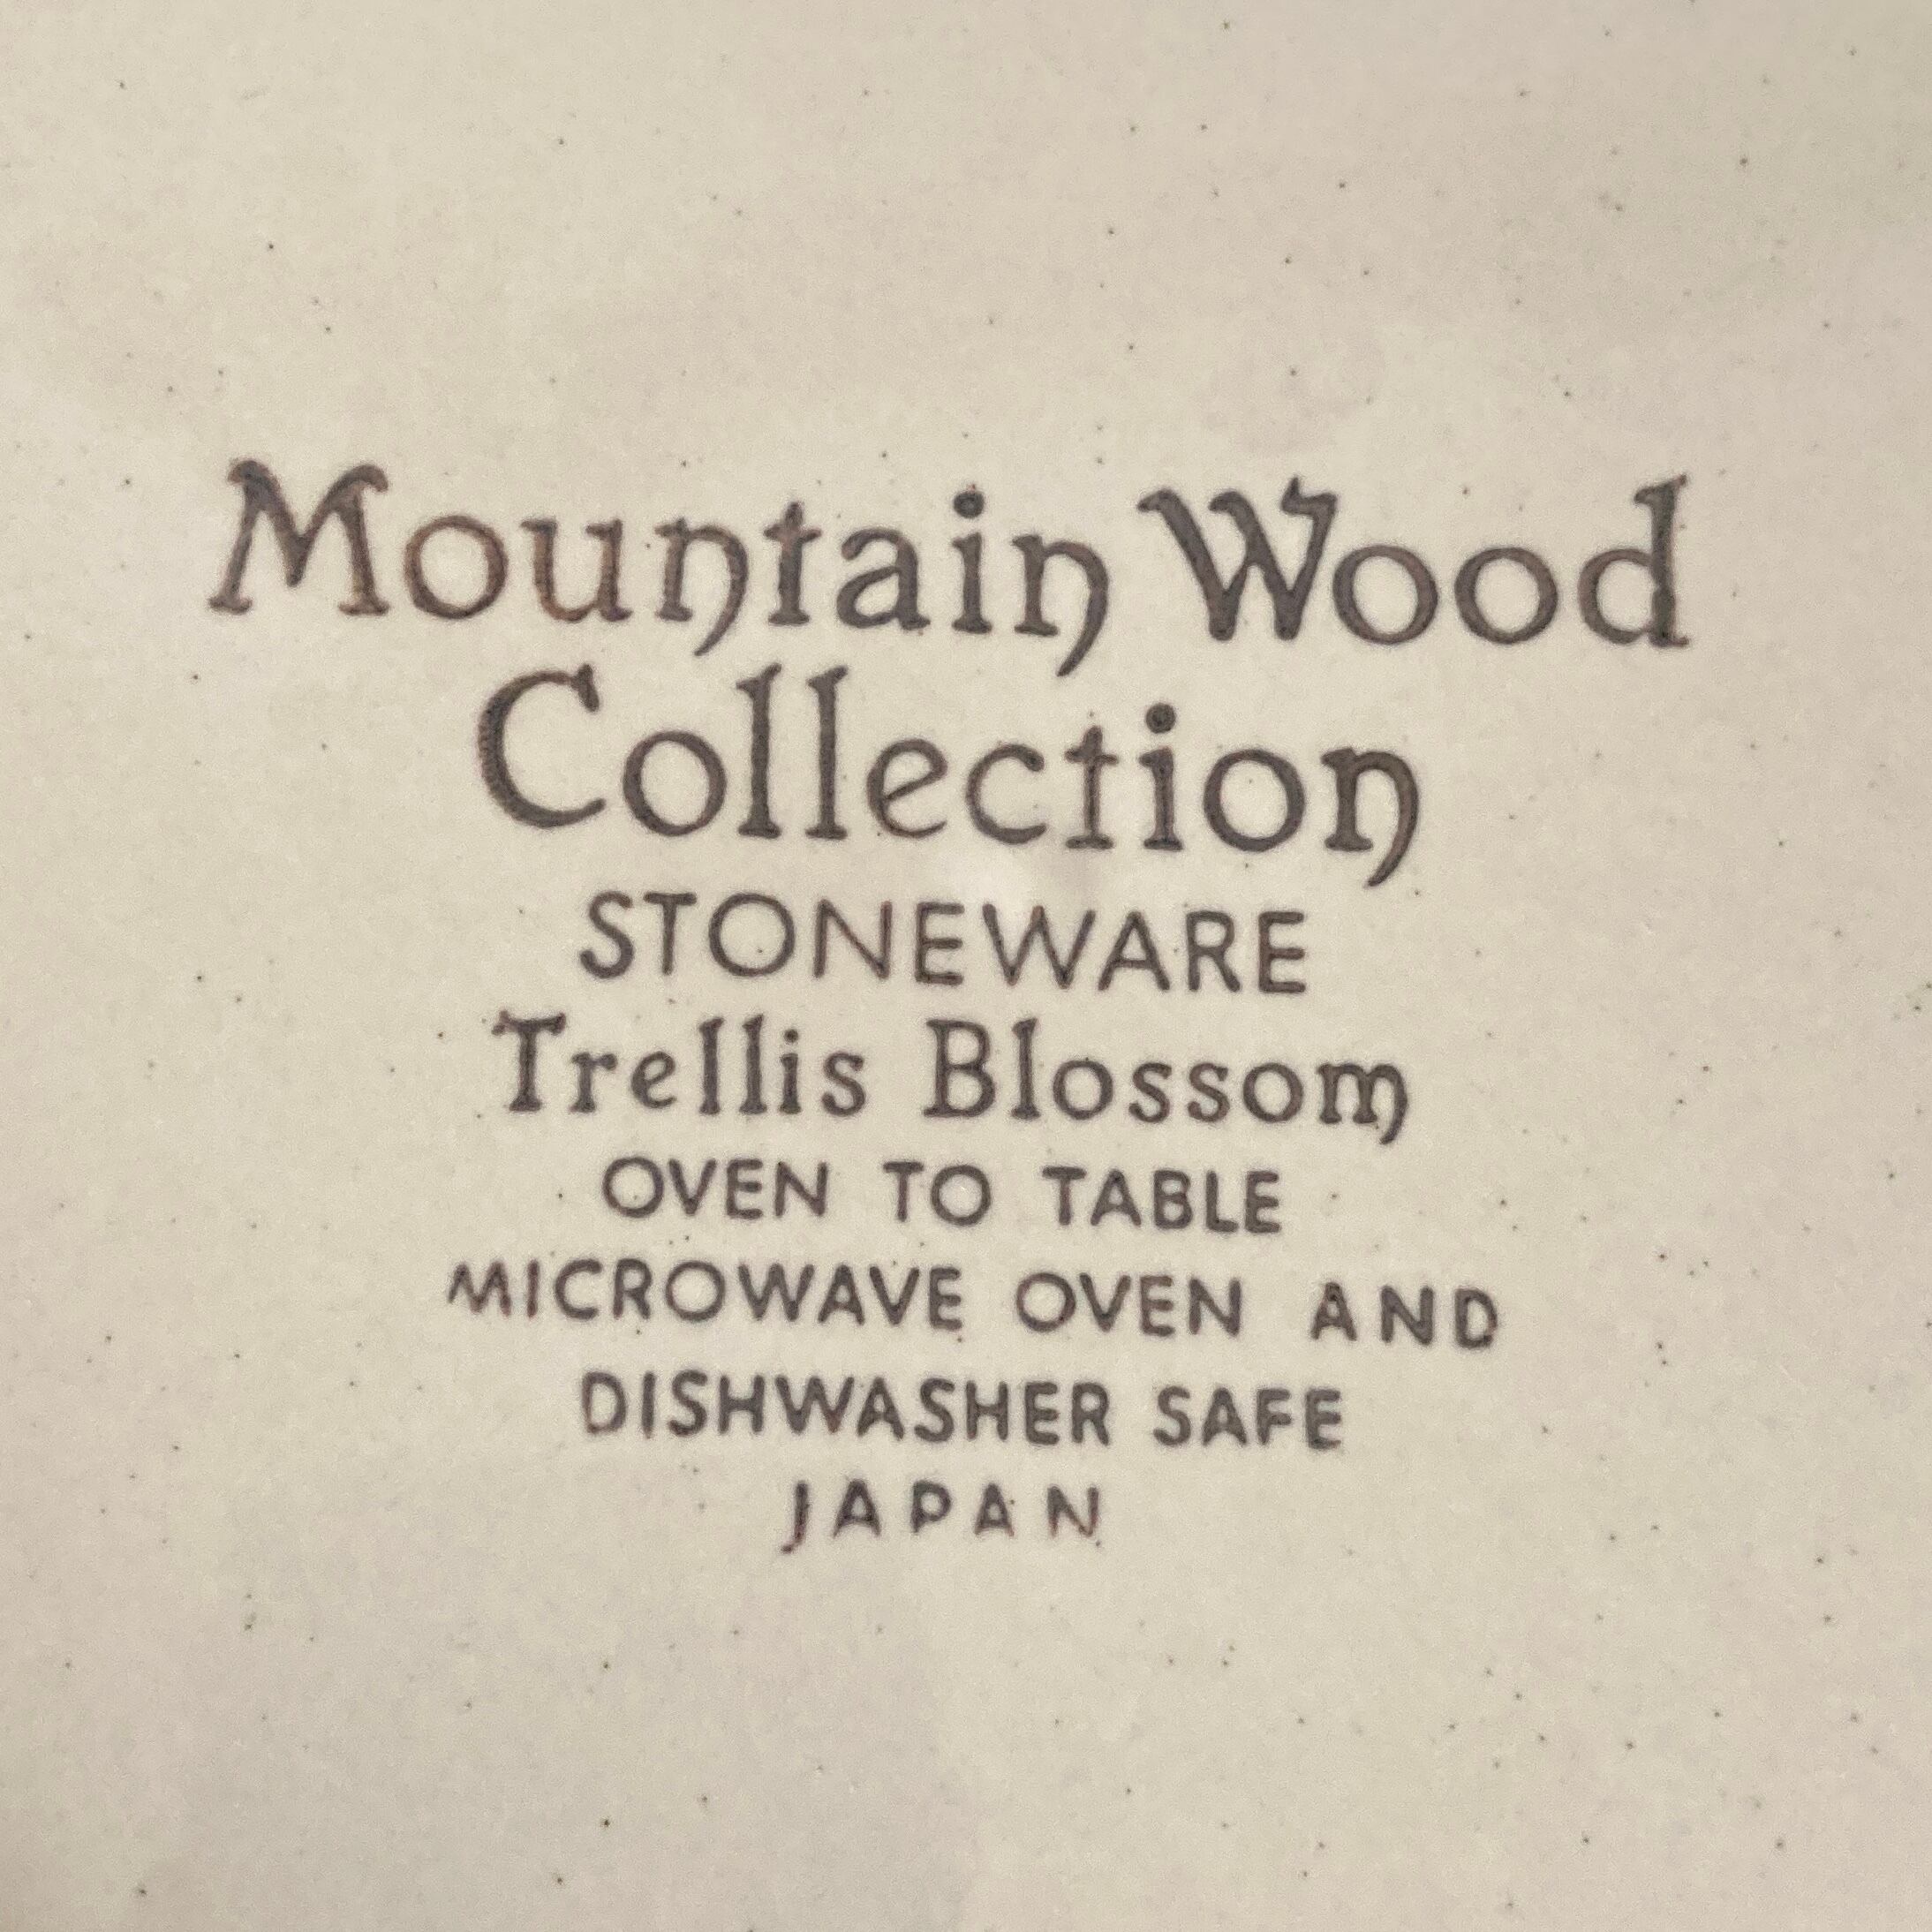 Mountain Wood
Collection
STONEWARE
Trellis Blossom
OVEN TO TABLE
MICROWAVE OVEN AND
DISHWASHER SAFE
JAPAN